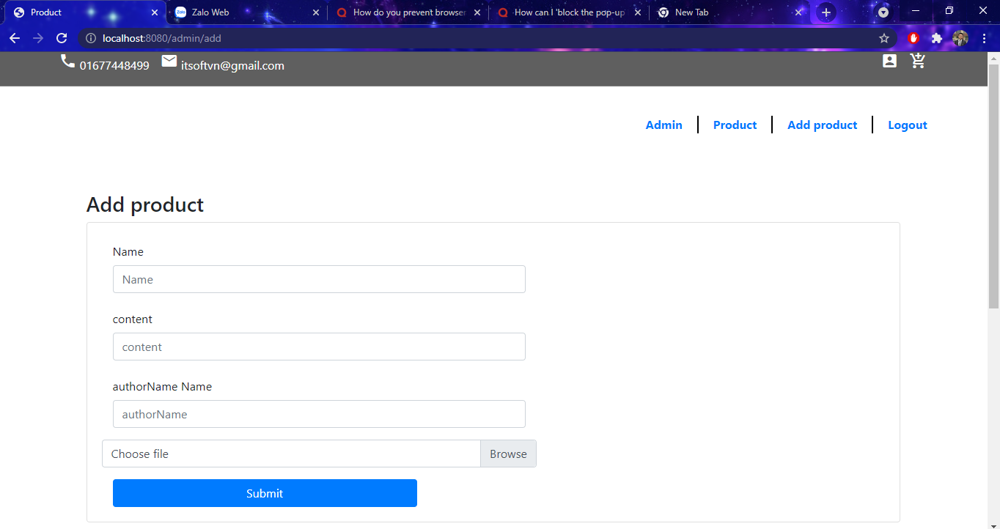 Product
Zalo Web
How do you prevent browser
How can I 'block the pop-up
New Tab
localhost:8080/admin/add
01677448499 itsoftvn@gmail.com
Admin Product Add product Logout
Add product
Name
Name
content
content
authorName Name
authorName
Choose file Browse
Submit